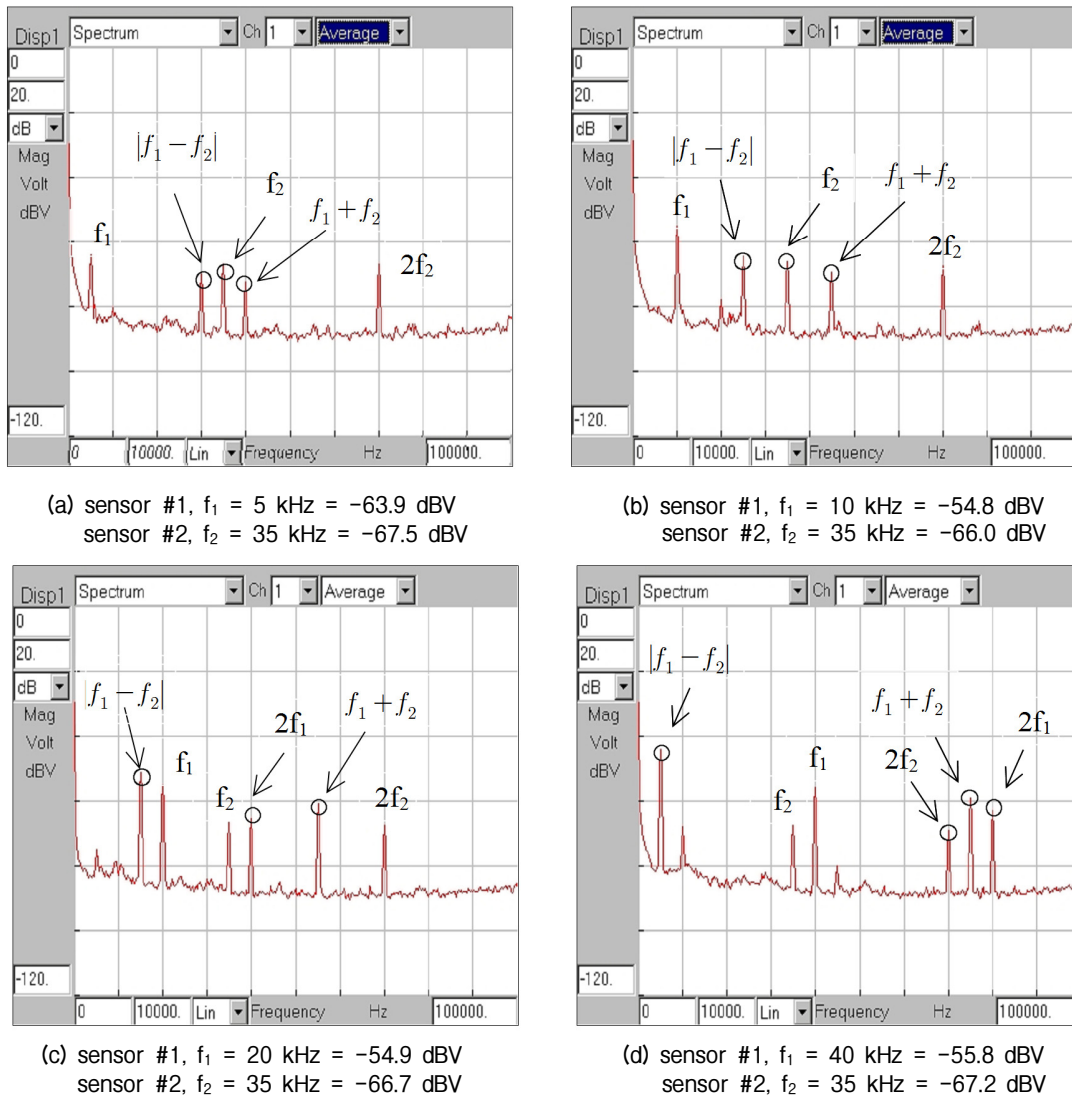 Disp1 Spectrum Ch 1 Average
0
20.
dB
Mag
Volt
dBV
-120.
|f₁ − f₂|
f₂
f₁ + f₂
f₁
2f₂
0 10000. Lin Frequency Hz 100000.
(a) sensor #1, f₁ = 5 kHz = -63.9 dBV
sensor #2, f₂ = 35 kHz = -67.5 dBV
Disp1 Spectrum Ch 1 Average
0
20.
dB
Mag
Volt
dBV
-120.
|f₁ − f₂|
f₂
f₁ + f₂
f₁
2f₂
0 10000. Lin Frequency Hz 100000.
(b) sensor #1, f₁ = 10 kHz = -54.8 dBV
sensor #2, f₂ = 35 kHz = -66.0 dBV
Disp1 Spectrum Ch 1 Average
0
20.
dB
Mag
Volt
dBV
-120.
|f₁ − f₂|
f₁ + f₂
2f₁
f₁
f₂
2f₂
0 10000. Lin Frequency Hz 100000.
(c) sensor #1, f₁ = 20 kHz = -54.9 dBV
sensor #2, f₂ = 35 kHz = -66.7 dBV
Disp1 Spectrum Ch 1 Average
0
20.
dB
Mag
Volt
dBV
-120.
|f₁ − f₂|
f₁ + f₂
2f₁
f₁
2f₂
f₂
0 10000. Lin Frequency Hz 100000.
(d) sensor #1, f₁ = 40 kHz = -55.8 dBV
sensor #2, f₂ = 35 kHz = -67.2 dBV